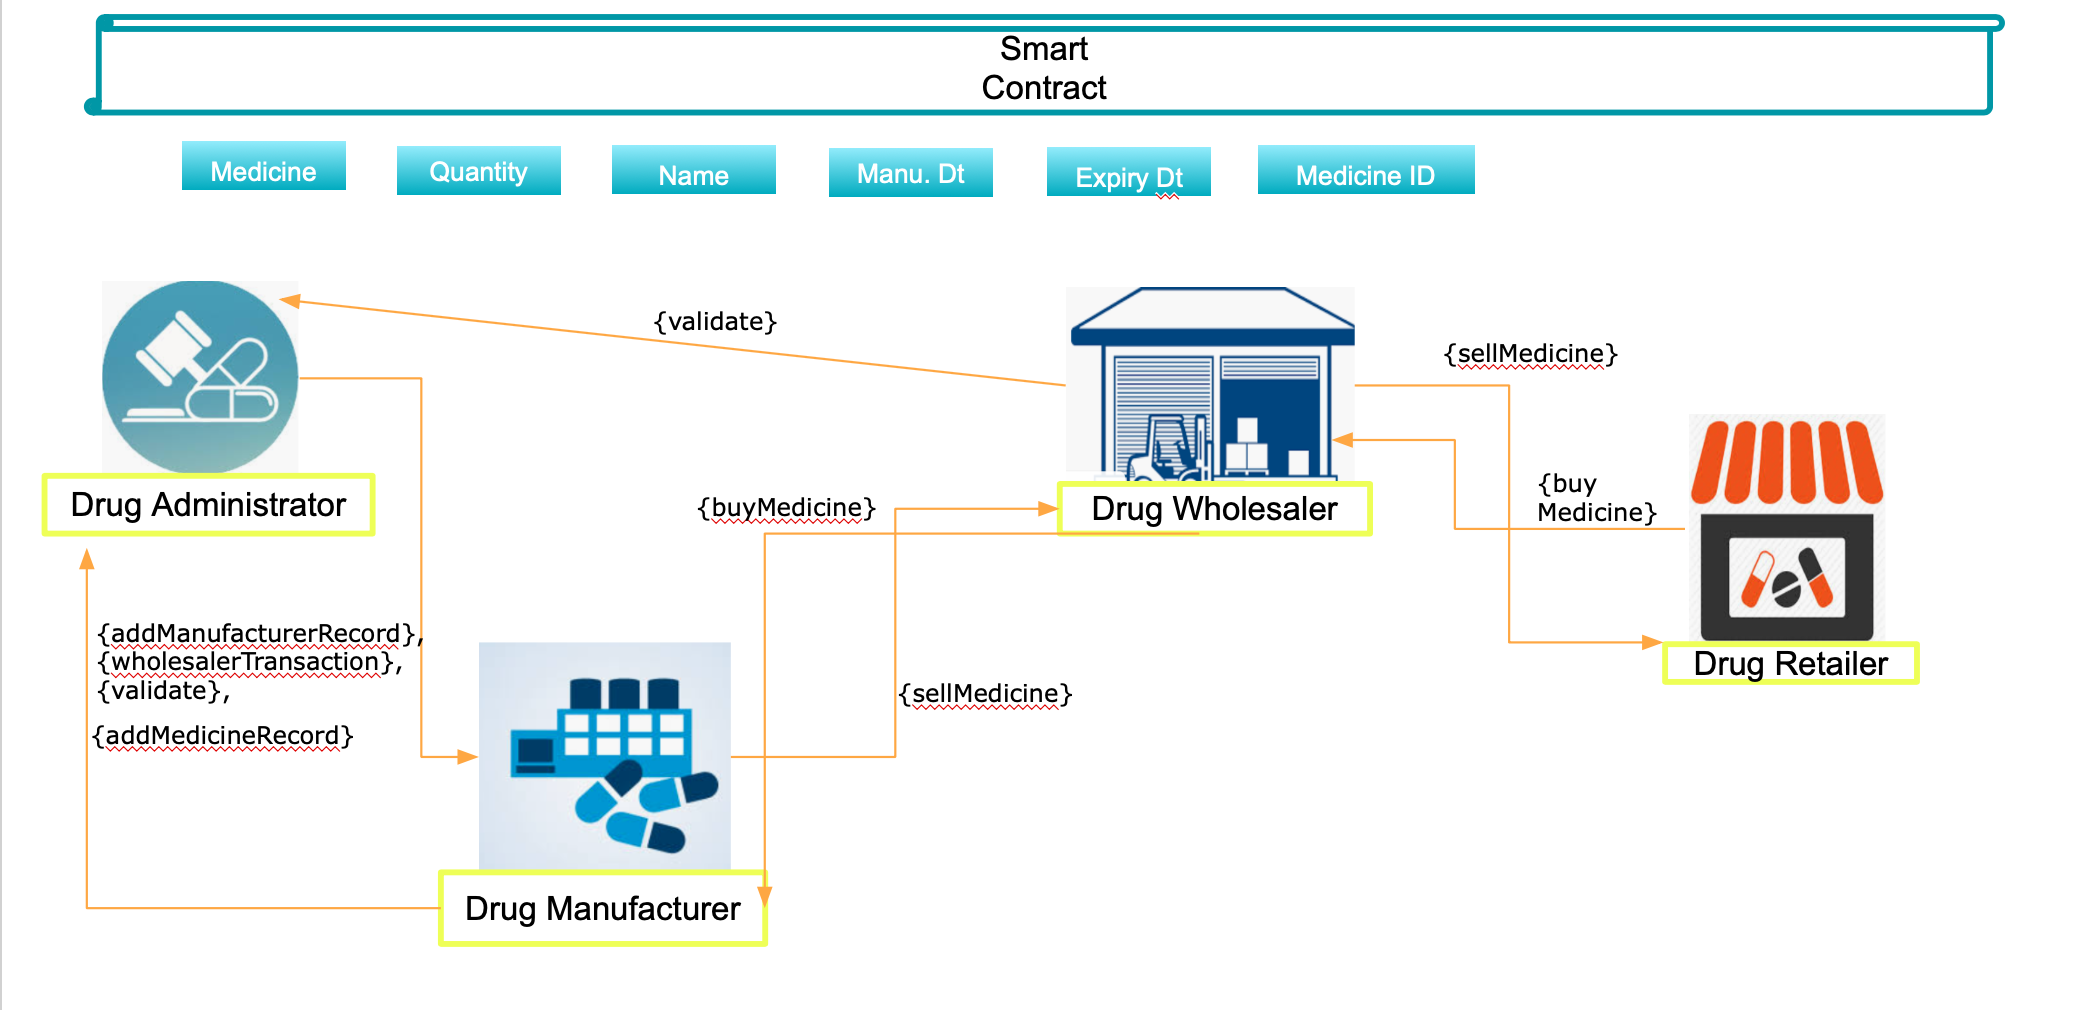 Smart
Contract
Medicine
Quantity
Name
Manu. Dt
Expiry Dt
Medicine ID
{validate}
{sellMedicine}
Drug Administrator
{buyMedicine}
Drug Wholesaler
{buy
Medicine}
{addManufacturerRecord},
{wholesalerTransaction},
{validate},
{addMedicineRecord}
{sellMedicine}
Drug Retailer
Drug Manufacturer